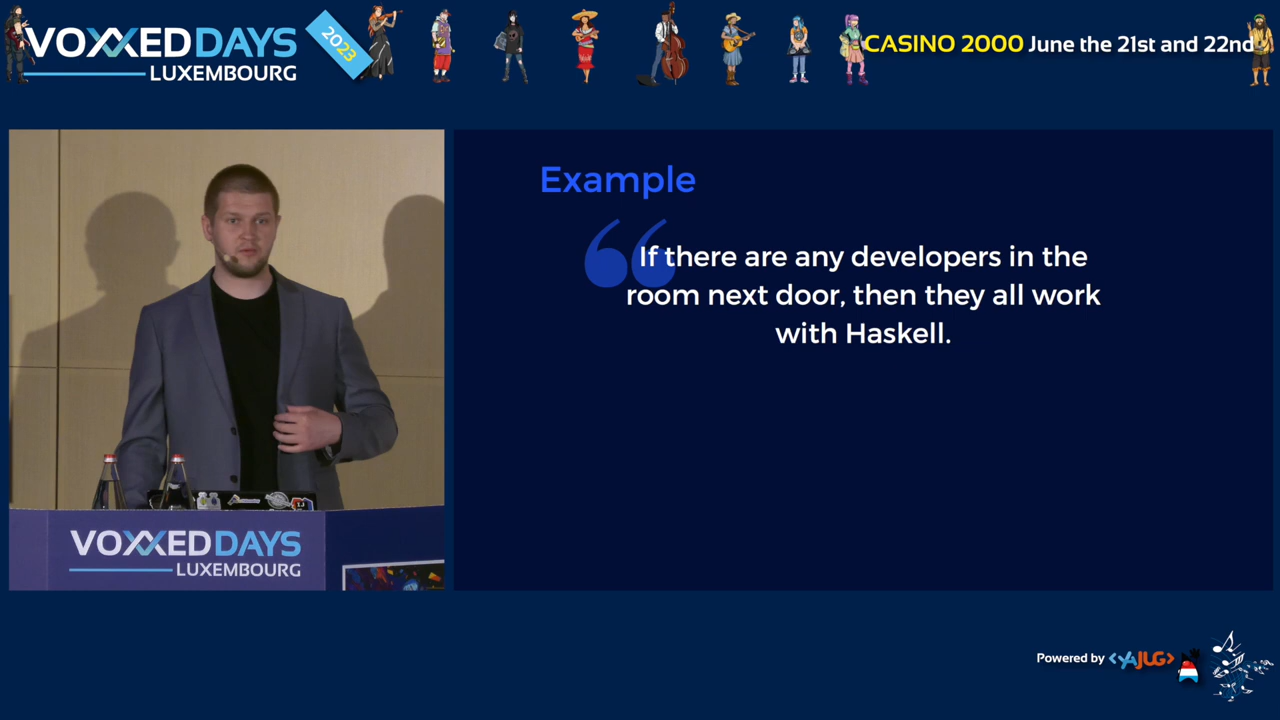 VOXXEDDAYS
LUXEMBOURG
2023
CASINO 2000 June the 21st and 22nd
Example
If there are any developers in the
room next door, then they all work
with Haskell.
VOXXEDDAYS
LUXEMBOURG
Powered by <YAJUG>